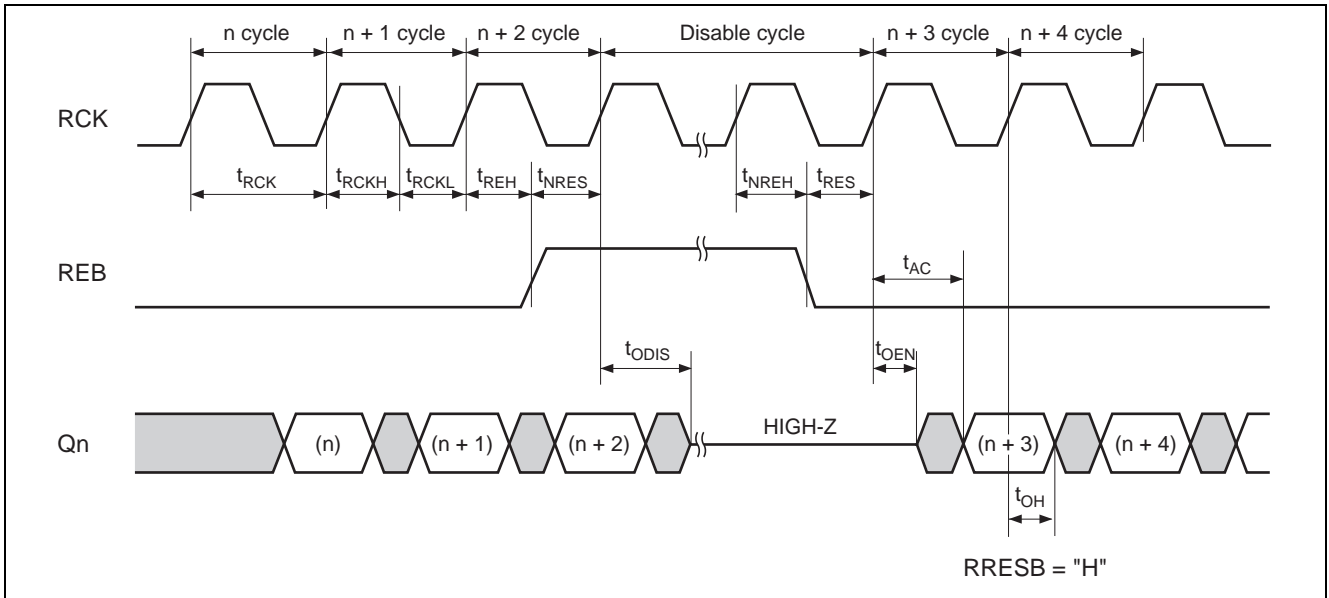 n cycle n + 1 cycle n + 2 cycle Disable cycle n + 3 cycle n + 4 cycle
RCK
tRCK tRCKH tRCKL tREH tNRES tNREH tRES
REB
tAC
tODIS tOEN
Qn (n) (n + 1) (n + 2) HIGH-Z (n + 3) (n + 4)
tOH
RRESB = "H"